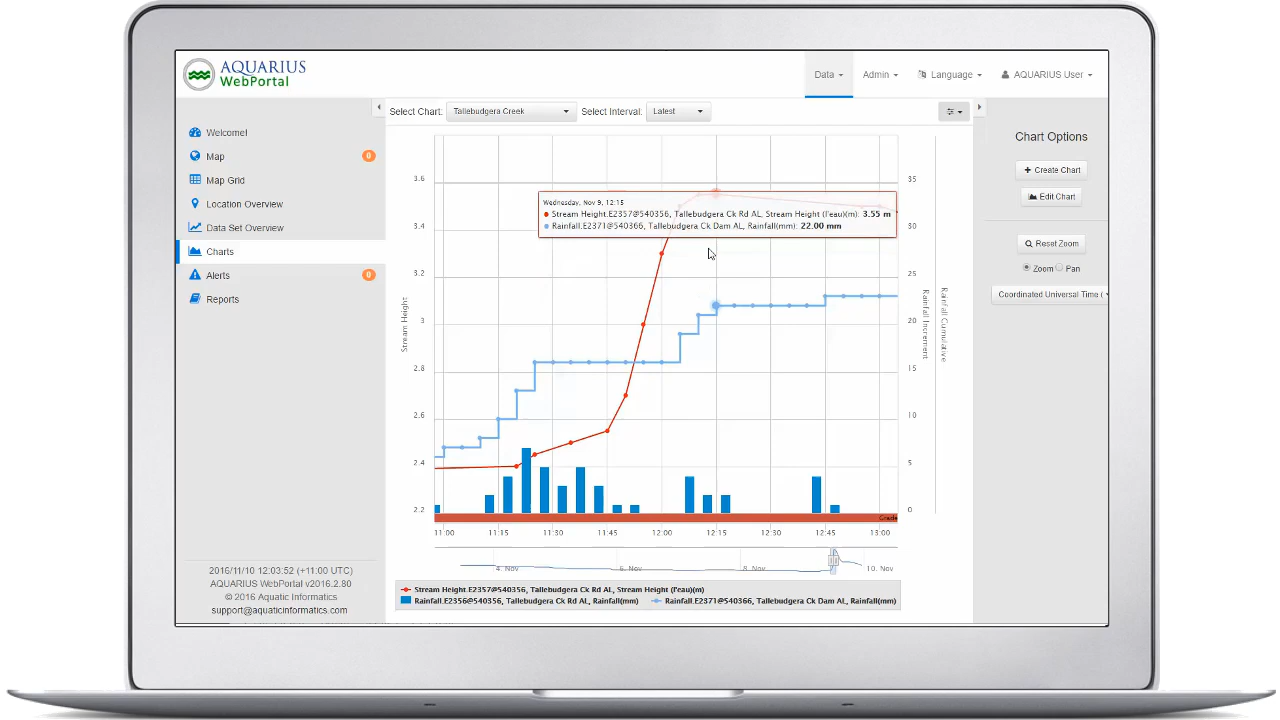 AQUARIUS
WebPortal
Data
Admin
Language
AQUARIUS User
Select Chart:
Tallebudgera Creek
Select Interval:
Latest
Welcome!
Map
0
Map Grid
Location Overview
Data Set Overview
Charts
Alerts
0
Reports
2016/11/10 12:03:52 (+11:00 UTC)
AQUARIUS WebPortal v2016.2.80
© 2016 Aquatic Informatics
support@aquaticinformatics.com
Stream Height
3.6
3.4
3.2
3
2.8
2.6
2.4
2.2
Wednesday, Nov 9, 12:15
Stream Height.E2357@540356, Tallebudgera Ck Rd AL, Stream Height (l'eau)(m): 3.55 m
Rainfall.E2371@540366, Tallebudgera Ck Dam AL, Rainfall(mm): 22.00 mm
35
30
25
20
15
10
5
0
Rainfall Increment
Rainfall Cumulative
Grade
11:00 11:15 11:30 11:45 12:00 12:15 12:30 12:45 13:00
4. Nov 6. Nov 8. Nov 10. Nov
Stream Height.E2357@540356, Tallebudgera Ck Rd AL, Stream Height (l'eau)(m)
Rainfall.E2356@540356, Tallebudgera Ck Rd AL, Rainfall(mm) Rainfall.E2371@540366, Tallebudgera Ck Dam AL, Rainfall(mm)
Chart Options
Create Chart
Edit Chart
Reset Zoom
Zoom Pan
Coordinated Universal Time (